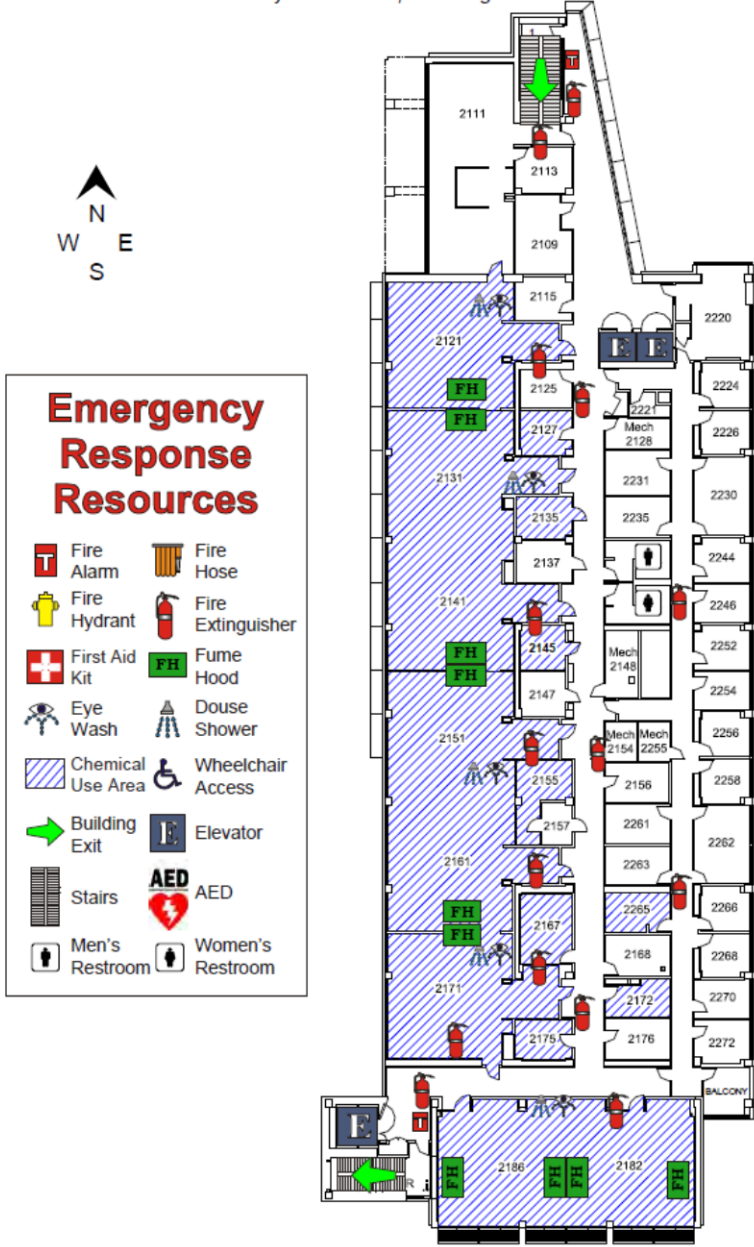 N
W E
S
Emergency
Response
Resources
T
Fire
Alarm
Fire
Hose
Fire
Hydrant
Fire
Extinguisher
First Aid
Kit
FH
Fume
Hood
Eye
Wash
Douse
Shower
Chemical
Use Area
Wheelchair
Access
Building
Exit
E
Elevator
Stairs
AED
AED
Men's
Restroom
Women's
Restroom
T
2111
2113
2109
2115
2121
E E
2220
FH
2125
2224
2221
FH
2127
Mech
2128
2226
2131
2231
2230
2135
2235
2137
2244
2141
2246
FH
2145
Mech
2148
2252
FH
2147
2254
2151
Mech
2154
Mech
2255
2256
2155
2156
2258
2157
2261
2262
2161
2263
FH
2167
2265
2266
FH
2168
2268
2171
2172
2270
2175
2176
2272
BALCONY
T
E
R
FH
2186
FH FH
2182
FH